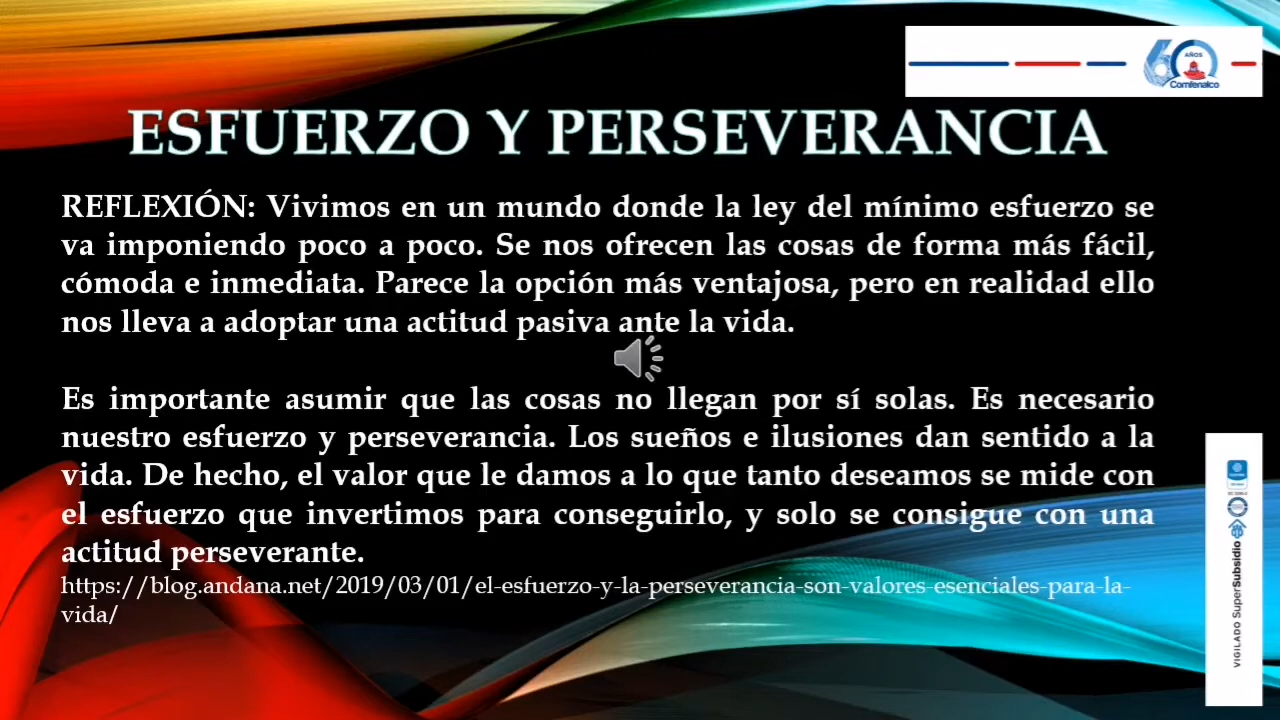 60
AÑOS
Comfenalco
ESFUERZO Y PERSEVERANCIA
REFLEXIÓN: Vivimos en un mundo donde la ley del mínimo esfuerzo se
va imponiendo poco a poco. Se nos ofrecen las cosas de forma más fácil,
cómoda e inmediata. Parece la opción más ventajosa, pero en realidad ello
nos lleva a adoptar una actitud pasiva ante la vida.
Es importante asumir que las cosas no llegan por sí solas. Es necesario
nuestro esfuerzo y perseverancia. Los sueños e ilusiones dan sentido a la
vida. De hecho, el valor que le damos a lo que tanto deseamos se mide con
el esfuerzo que invertimos para conseguirlo, y solo se consigue con una
actitud perseverante.
https://blog.andana.net/2019/03/01/el-esfuerzo-y-la-perseverancia-son-valores-esenciales-para-la-
vida/
VIGILADO SuperSubsidio